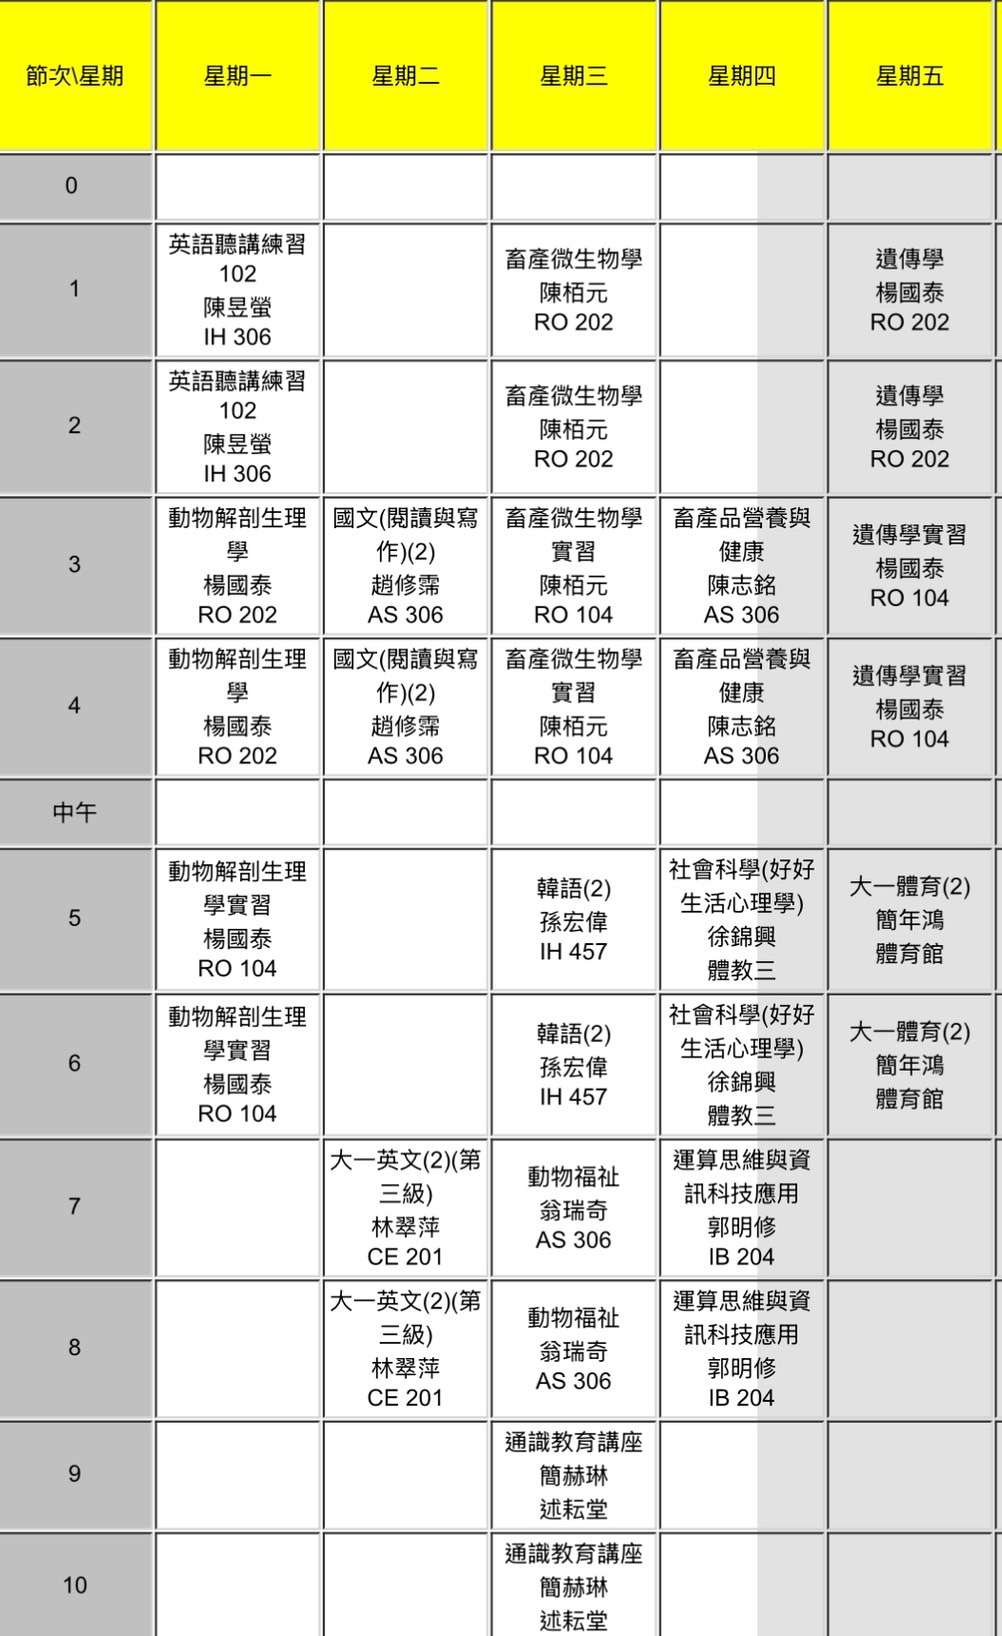 節次\星期 星期一 星期二 星期三 星期四 星期五
0
1
英語聽講練習
102
陳昱螢
IH 306
畜產微生物學
陳栢元
RO 202
遺傳學
楊國泰
RO 202
2
英語聽講練習
102
陳昱螢
IH 306
畜產微生物學
陳栢元
RO 202
遺傳學
楊國泰
RO 202
3
動物解剖生理
學
楊國泰
RO 202
國文(閱讀與寫
作)(2)
趙修霈
AS 306
畜產微生物學
實習
陳栢元
RO 104
畜產品營養與
健康
陳志銘
AS 306
遺傳學實習
楊國泰
RO 104
4
動物解剖生理
學
楊國泰
RO 202
國文(閱讀與寫
作)(2)
趙修霈
AS 306
畜產微生物學
實習
陳栢元
RO 104
畜產品營養與
健康
陳志銘
AS 306
遺傳學實習
楊國泰
RO 104
中午
5
動物解剖生理
學實習
楊國泰
RO 104
韓語(2)
孫宏偉
IH 457
社會科學(好好
生活心理學)
徐錦興
體教三
大一體育(2)
簡年鴻
體育館
6
動物解剖生理
學實習
楊國泰
RO 104
韓語(2)
孫宏偉
IH 457
社會科學(好好
生活心理學)
徐錦興
體教三
大一體育(2)
簡年鴻
體育館
7
大一英文(2)(第
三級)
林翠萍
CE 201
動物福祉
翁瑞奇
AS 306
運算思維與資
訊科技應用
郭明修
IB 204
8
大一英文(2)(第
三級)
林翠萍
CE 201
動物福祉
翁瑞奇
AS 306
運算思維與資
訊科技應用
郭明修
IB 204
9
通識教育講座
簡赫琳
述耘堂
10
通識教育講座
簡赫琳
述耘堂